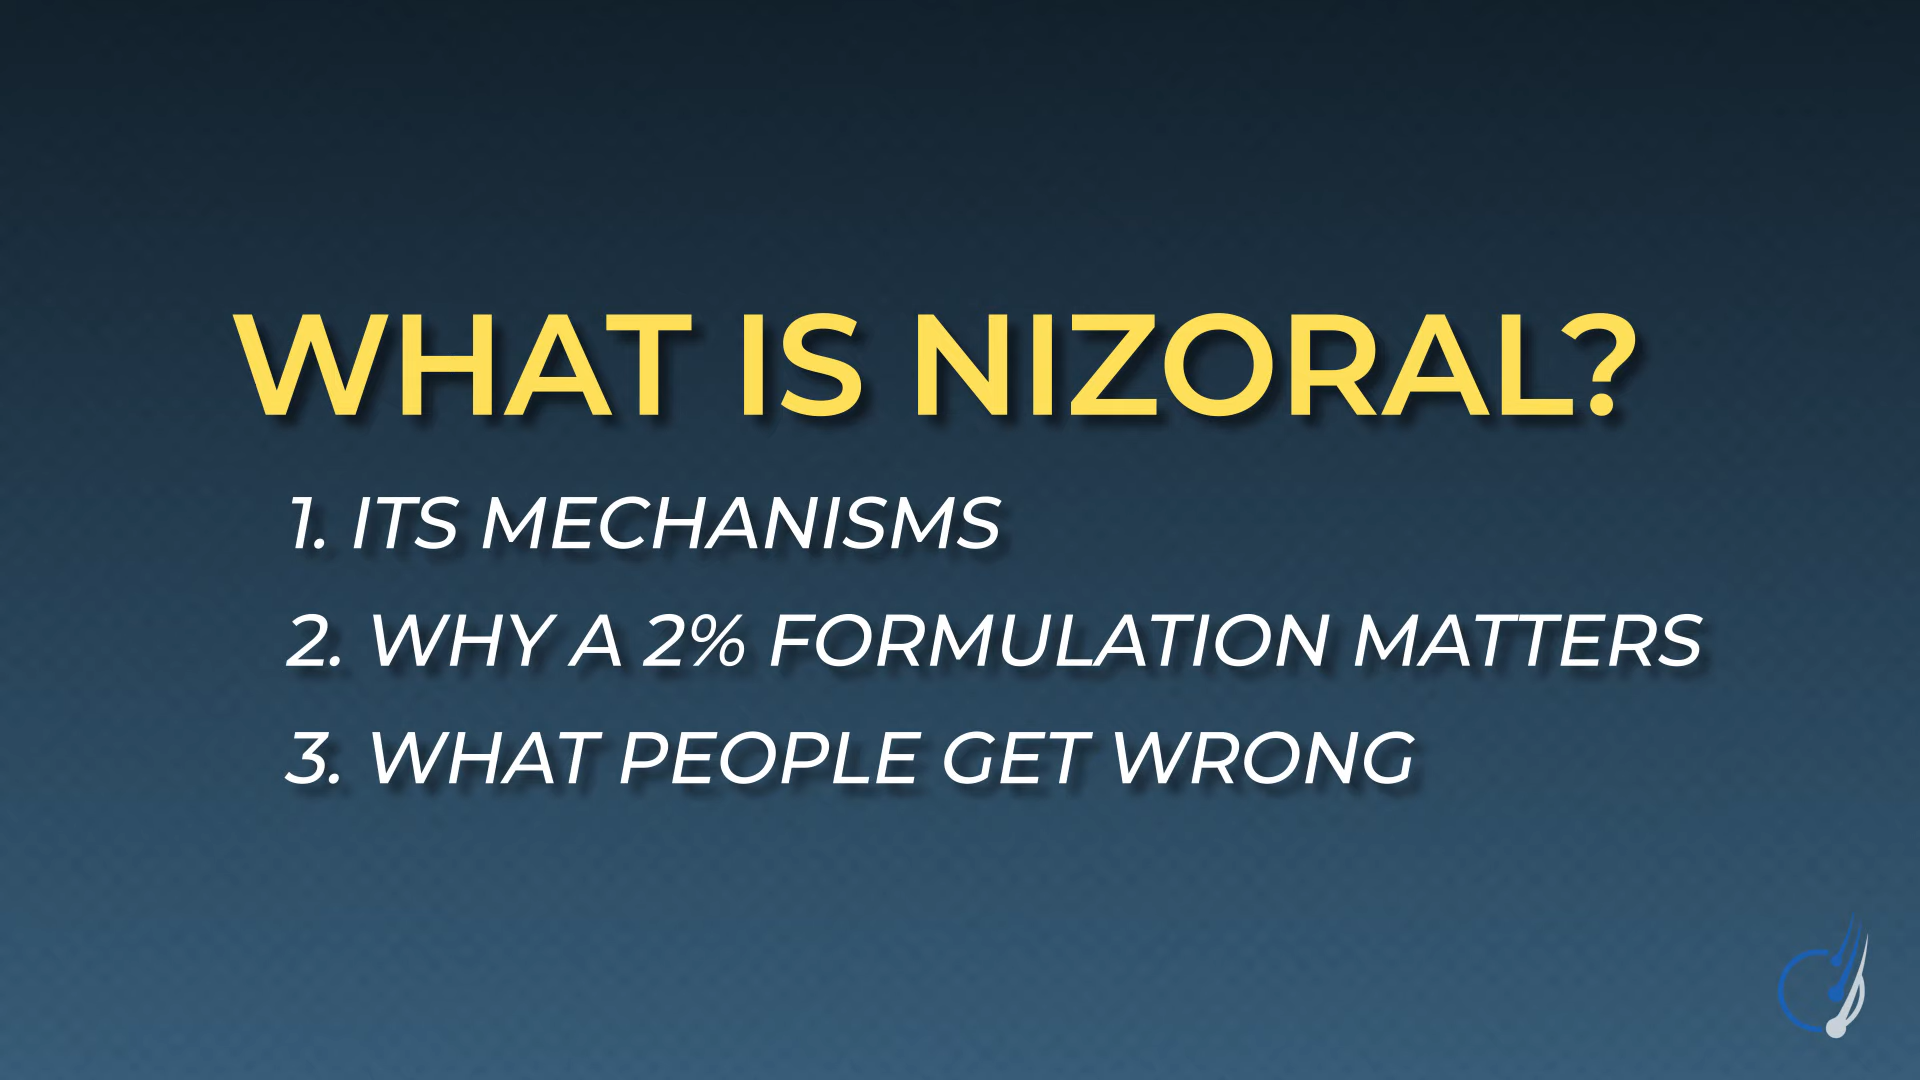 WHAT IS NIZORAL?
1. ITS MECHANISMS
2. WHY A 2% FORMULATION MATTERS
3. WHAT PEOPLE GET WRONG